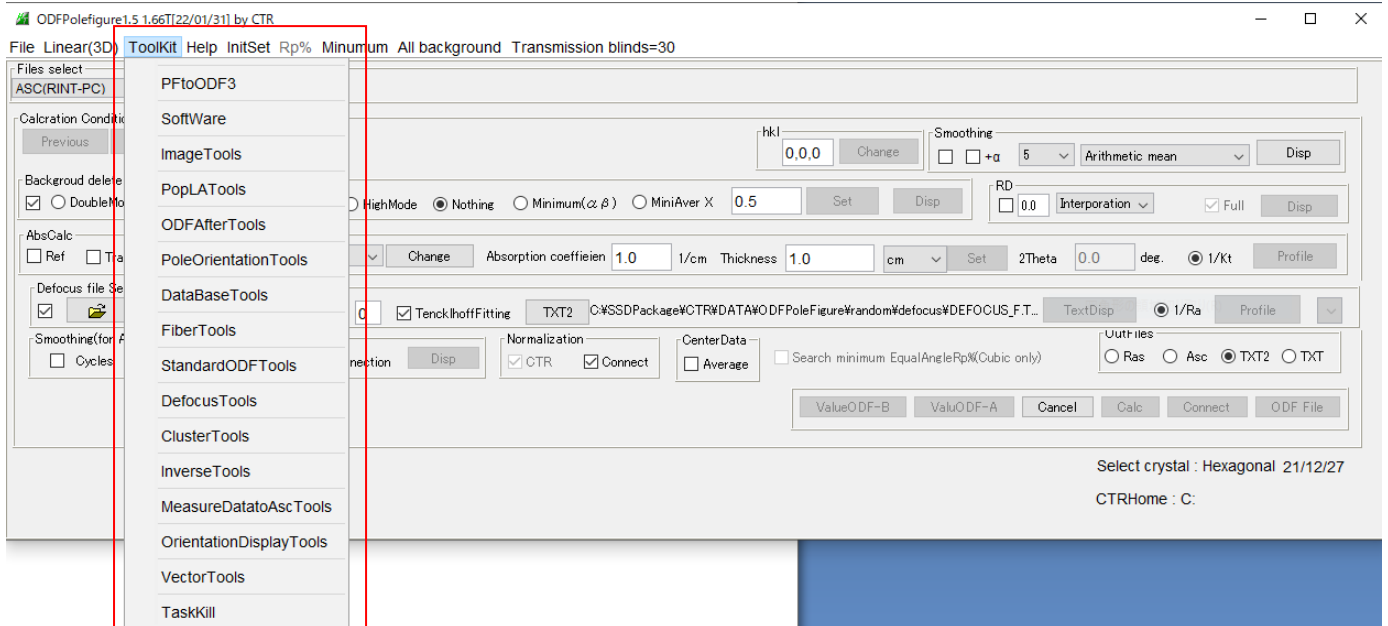 ODFPolefigure1.5 1.66T[22/01/31] by CTR
File Linear(3D) ToolKit Help InitSet Rp% Minumum All background Transmission blinds=30
Files select
ASC(RINT-PC)
PFtoODF3
SoftWare
ImageTools
PopLATools
ODFAfterTools
PoleOrientationTools
DataBaseTools
FiberTools
StandardODFTools
DefocusTools
ClusterTools
InverseTools
MeasureDatatoAscTools
OrientationDisplayTools
VectorTools
TaskKill
Calcration Conditi
Previous
hkl
0,0,0 Change
Smoothing
+α 5 Arithmetic mean Disp
Backgroud delete
DoubleMo
HighMode Nothing Minimum(αβ) MiniAver X 0.5 Set Disp
RD
0.0 Interporation Full Disp
AbsCalc
Ref Tra
Change Absorption coeffieien 1.0 1/cm Thickness 1.0 cm Set 2Theta 0.0 deg. 1/Kt Profile
Defocus file Se
0 TencklhoffFitting TXT2 C:¥SSDPackage¥CTR¥DATA¥ODFPoleFigure¥random¥defocus¥DEFOCUS_F.T... TextDisp 1/Ra Profile
Smoothing(for A
Cycles
nection Disp
Normalization
CTR Connect
CenterData
Average
Search minimum EqualAngleRp%(Cubic only)
OutFiles
Ras Asc TXT2 TXT
ValueODF-B ValuODF-A Cancel Calc Connect ODF File
Select crystal : Hexagonal 21/12/27
CTRHome : C: